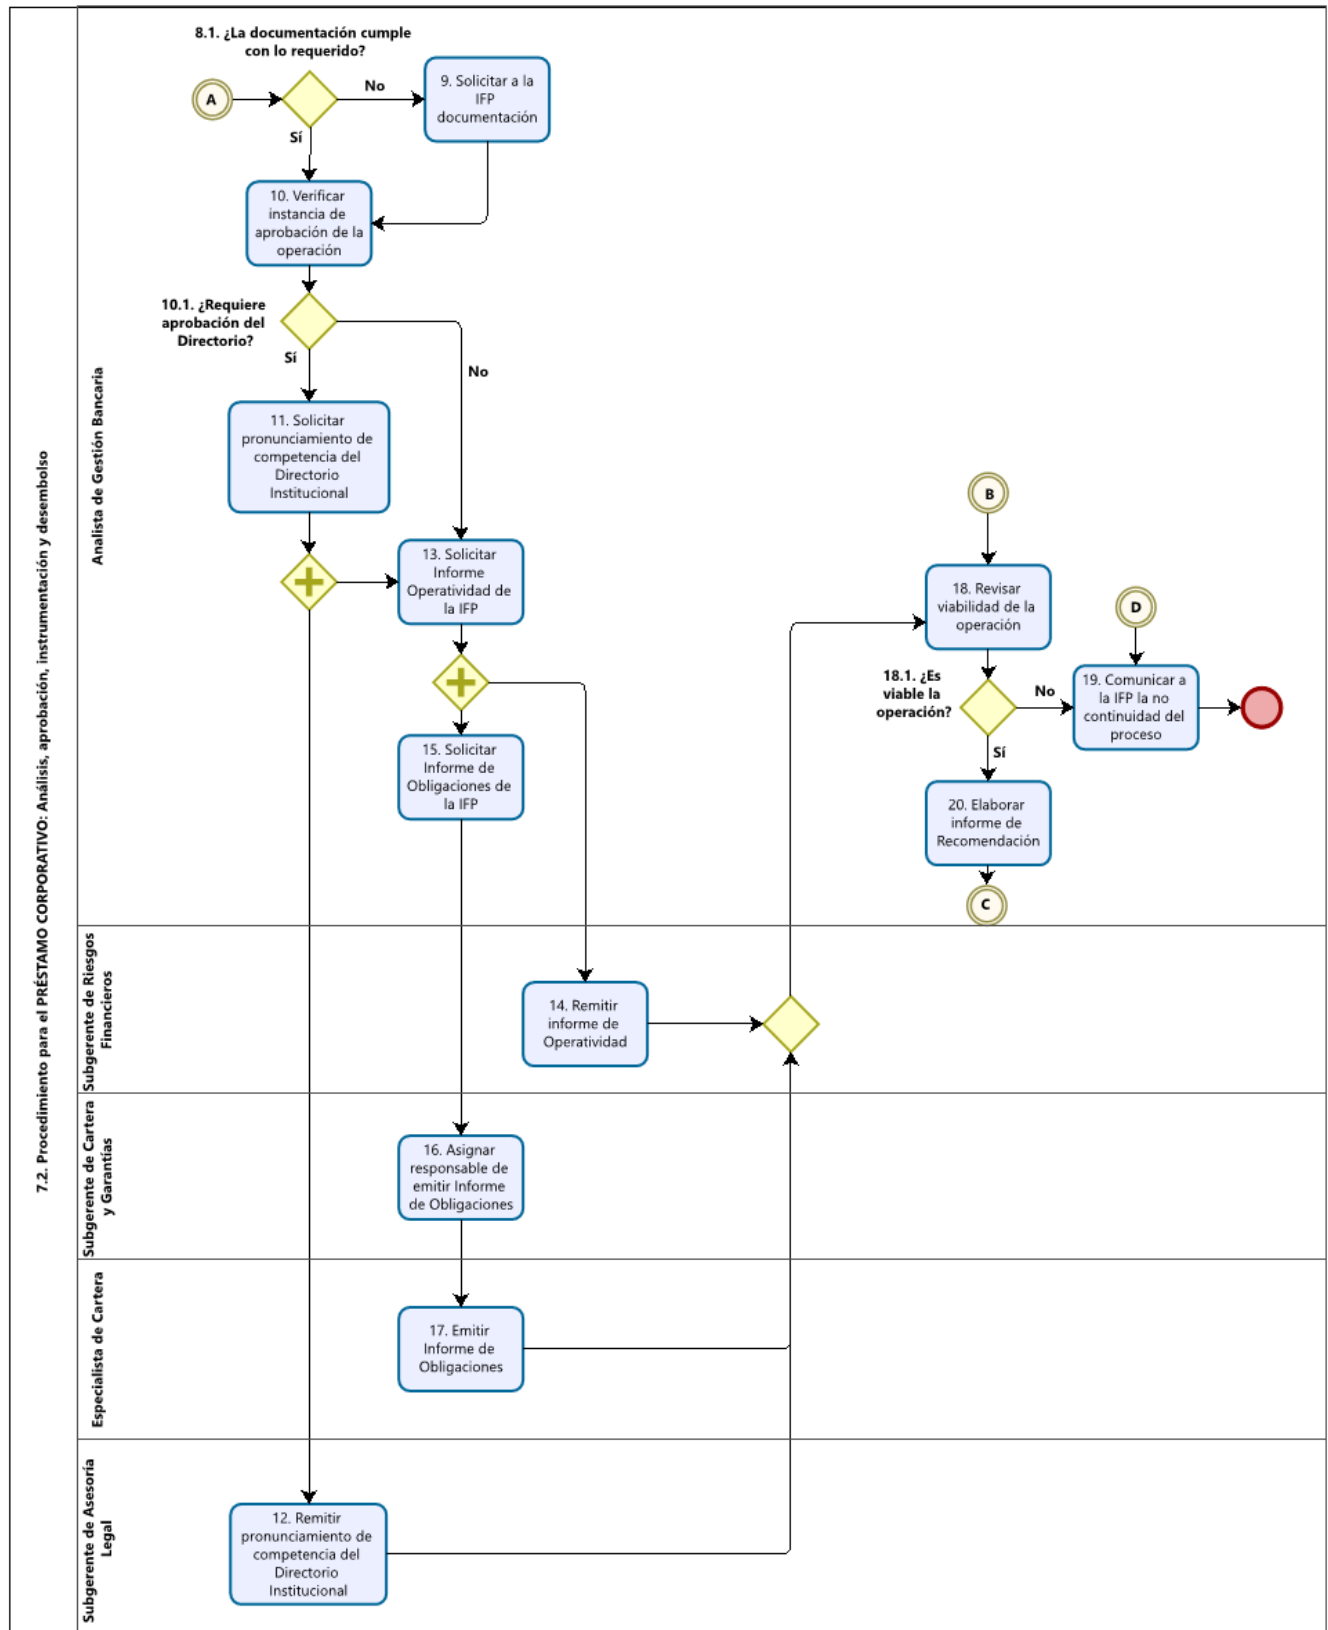 7.2. Procedimiento para el PRÉSTAMO CORPORATIVO: Análisis, aprobación, instrumentación y desembolso
Analista de Gestión Bancaria
8.1. ¿La documentación cumple
con lo requerido?
A
No
Sí
9. Solicitar a la
IFP
documentación
10. Verificar
instancia de
aprobación de la
operación
10.1. ¿Requiere
aprobación del
Directorio?
Sí
No
11. Solicitar
pronunciamiento de
competencia del
Directorio
Institucional
13. Solicitar
Informe
Operatividad de
la IFP
15. Solicitar
Informe de
Obligaciones de
la IFP
B
18. Revisar
viabilidad de la
operación
D
18.1. ¿Es
viable la
operación?
No
Sí
19. Comunicar a
la IFP la no
continuidad del
proceso
20. Elaborar
informe de
Recomendación
C
Subgerente de Riesgos
Financieros
14. Remitir
informe de
Operatividad
Subgerente de Cartera
y Garantías
16. Asignar
responsable de
emitir Informe
de Obligaciones
Especialista de Cartera
17. Emitir
Informe de
Obligaciones
Subgerente de Asesoría
Legal
12. Remitir
pronunciamiento de
competencia del
Directorio
Institucional